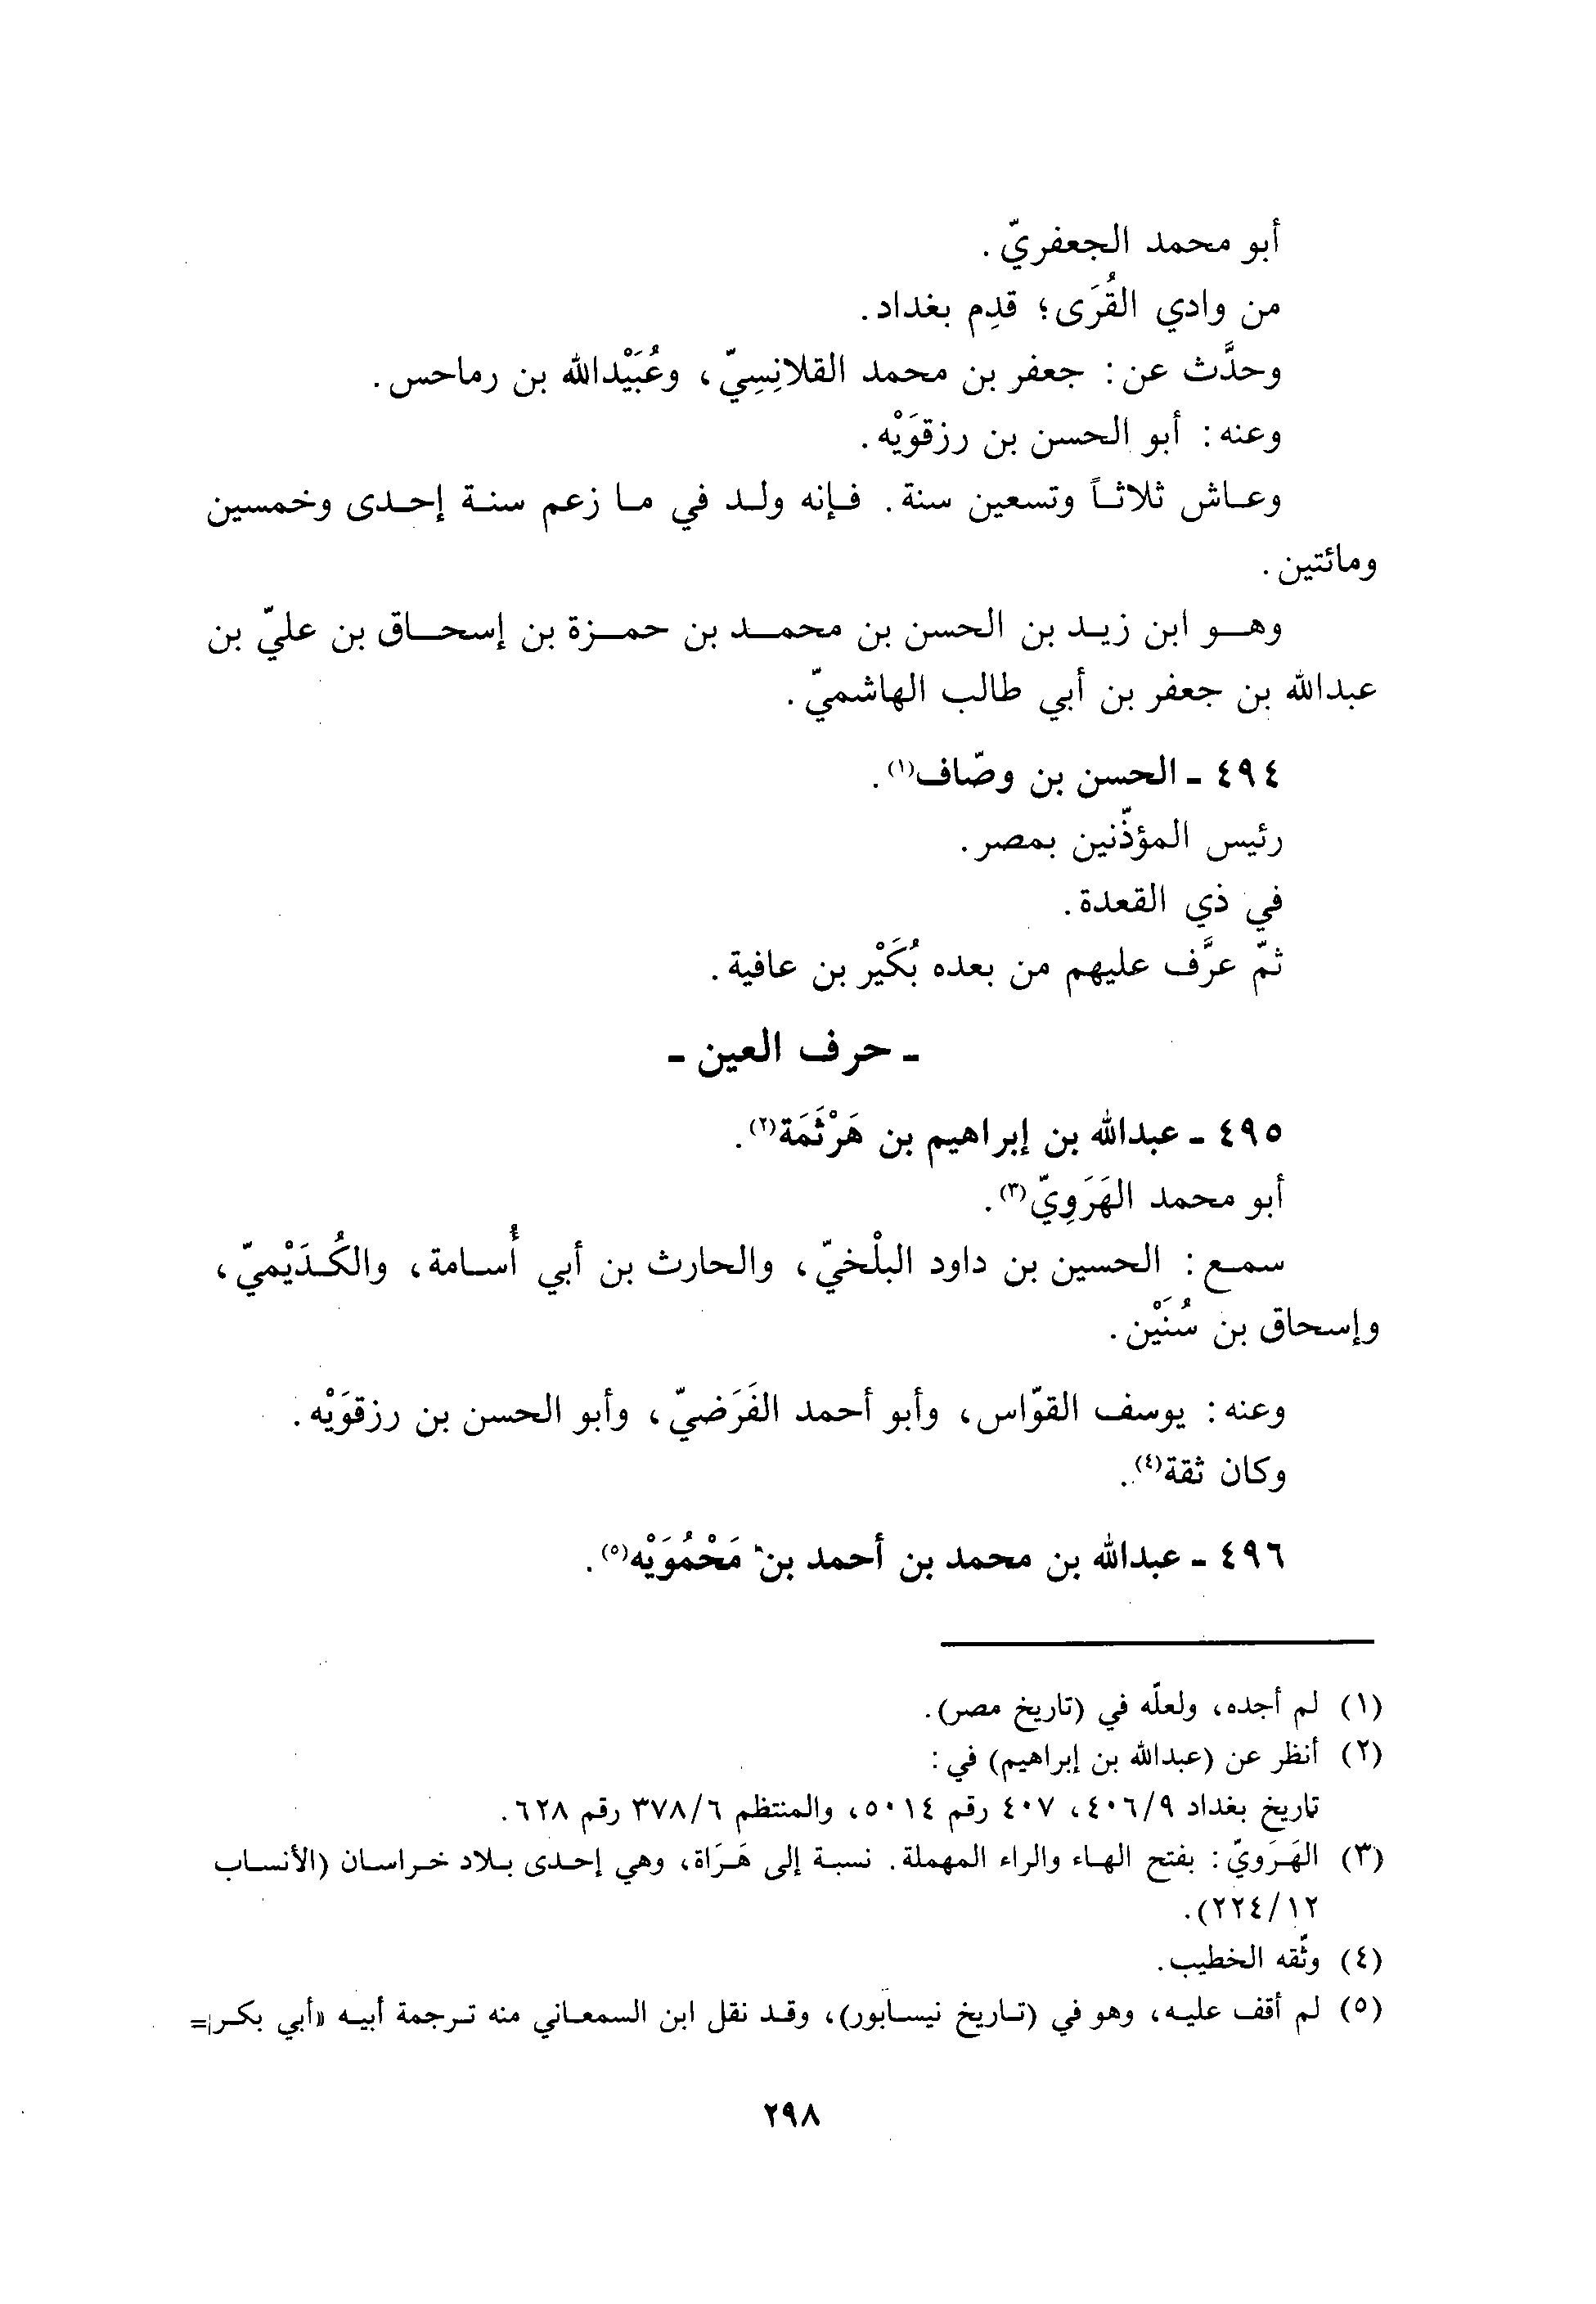 أبو محمد الجعفريّ.
من وادي القُرَى؛ قدِم بغداد.
وحدَّث عن: جعفر بن محمد القلانِسِيّ، وعُبَيْدالله بن رماحس.
وعنه: أبو الحسن بن رزقوَيْه.
وعاش ثلاثاً وتسعين سنة. فإنه ولد في ما زعم سنة إحدى وخمسين
ومائتين.
وهو ابن زيد بن الحسن بن محمد بن حمزة بن إسحاق بن عليّ بن
عبدالله بن جعفر بن أبي طالب الهاشميّ.
٤٩٤ - الحسن بن وصّاف(١).
رئيس المؤذّنين بمصر.
في ذي القعدة.
ثمّ عرَّف عليهم من بعده بُكَيْر بن عافية.
- حرف العين -
٤٩٥ - عبدالله بن إبراهيم بن هَرْثَمَة(٢).
أبو محمد الهَرَوِيّ(٣).
سمع: الحسين بن داود البلْخيّ، والحارث بن أبي أُسامة، والكُدَيْميّ،
وإسحاق بن سُنَيْن.
وعنه: يوسف القوّاس، وأبو أحمد الفَرَضيّ، وأبو الحسن بن رزقوَيْه.
وكان ثقة(٤).
٤٩٦ - عبدالله بن محمد بن أحمد بن مَحْمُوَيْه(٥).
(١) لم أجده، ولعلّه في (تاريخ مصر).
(٢) أنظر عن (عبدالله بن إبراهيم) في:
تاريخ بغداد ٤٠٦/٩، ٤٠٧ رقم ٥٠١٤، والمنتظم ٣٧٨/٦ رقم ٦٢٨.
(٣) الهَرَويّ: بفتح الهاء والراء المهملة. نسبة إلى هَرَاة، وهي إحدى بلاد خراسان (الأنساب
٢٢٤/١٢).
(٤) وثّقه الخطيب.
(٥) لم أقف عليه، وهو في (تاريخ نيسابور)، وقد نقل ابن السمعاني منه ترجمة أبيه «أبي بكر=
٢٩٨